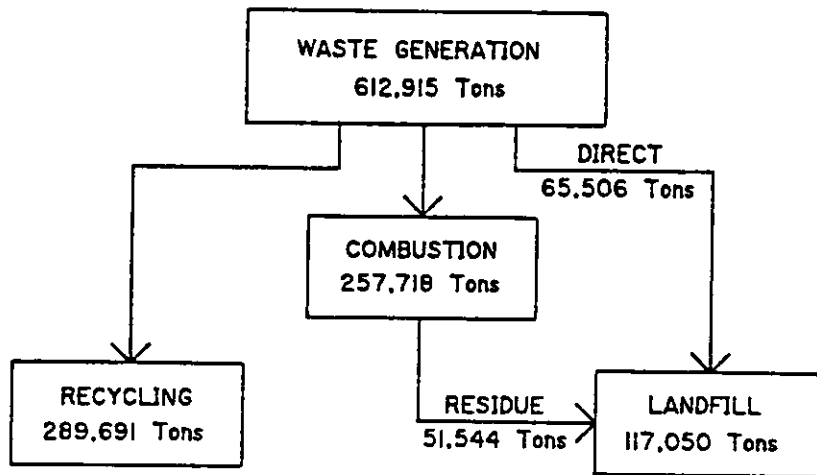 WASTE GENERATION
612,915 Tons
DIRECT
65,506 Tons
COMBUSTION
257,718 Tons
RECYCLING
289,691 Tons
RESIDUE
51,544 Tons
LANDFILL
117,050 Tons